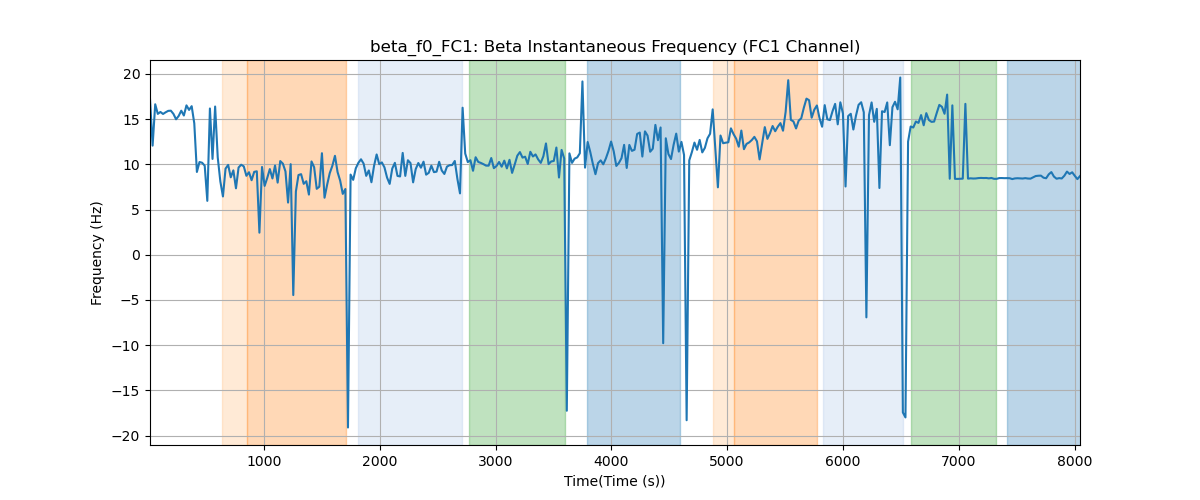 beta_f0_FC1: Beta Instantaneous Frequency (FC1 Channel)
20
15
10
5
0
−5
−10
−15
−20
Frequency (Hz)
1000 2000 3000 4000 5000 6000 7000 8000
Time(Time (s))